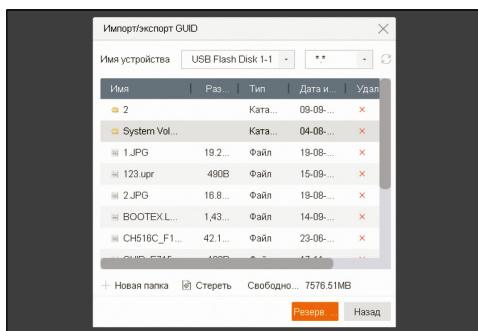 Импорт/экспорт GUID
Имя устройства USB Flash Disk 1-1 *.*
Имя Раз... Тип Дата и... Удал
2 Ката... 09-09-... ×
System Vol... Ката... 04-08-... ×
1.JPG 19.2... Файл 19-08-... ×
123.upr 490B Файл 15-09-... ×
2.JPG 16.8... Файл 19-08-... ×
BOOTEX.L... 1,43... Файл 14-09-... ×
CH516C_F1... 42.1... Файл 23-06-... ×
+ Новая папка Стереть Свободно... 7576.51MB
Резерв. ... Назад